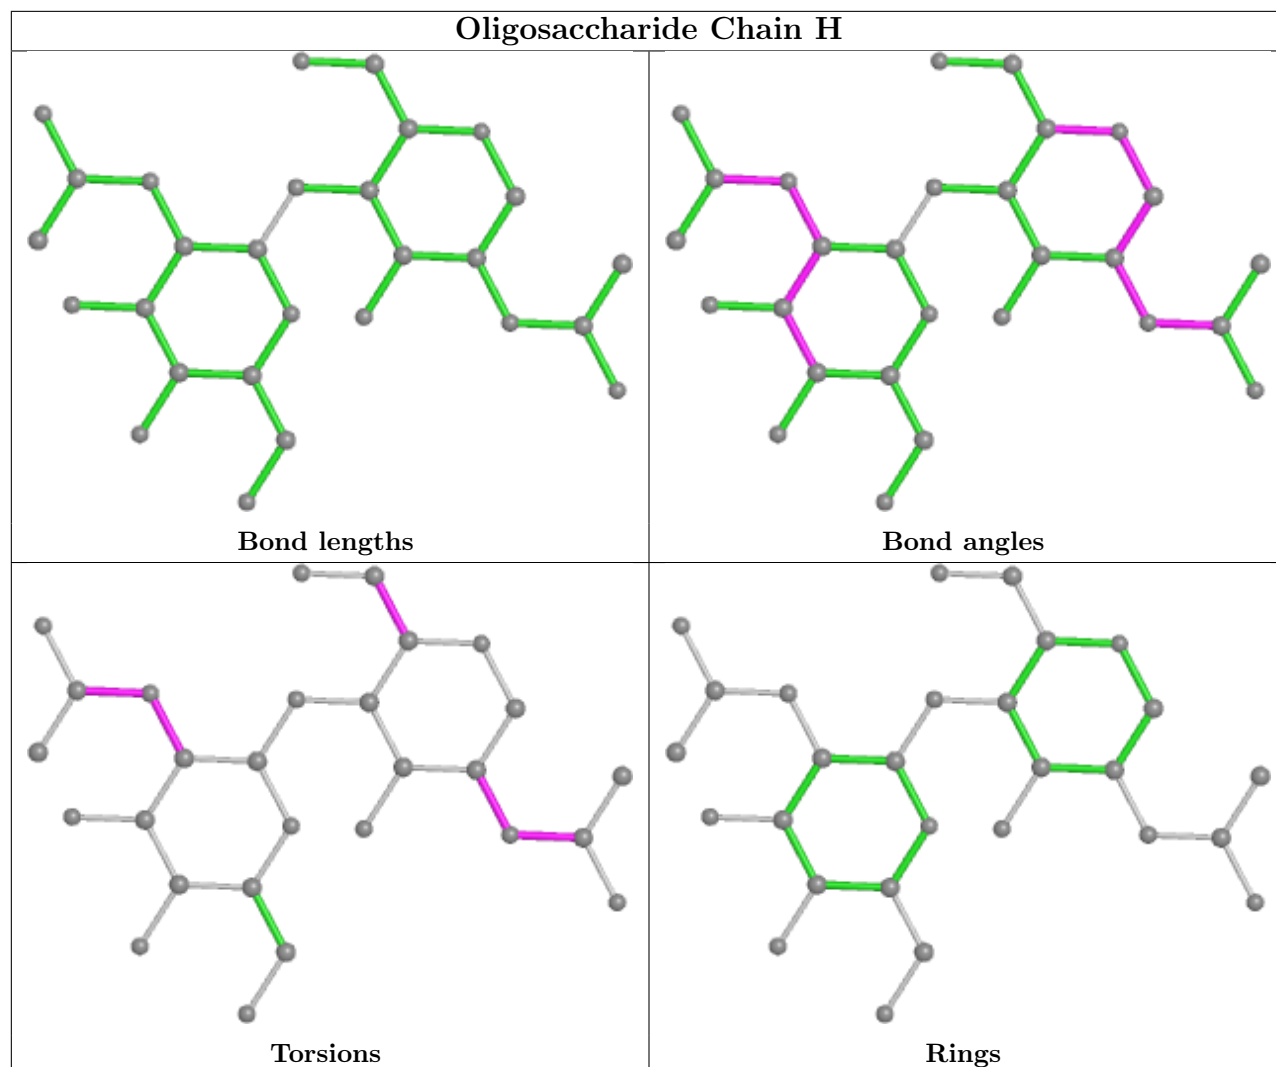 Oligosaccharide Chain H
Bond lengths
Bond angles
Torsions
Rings